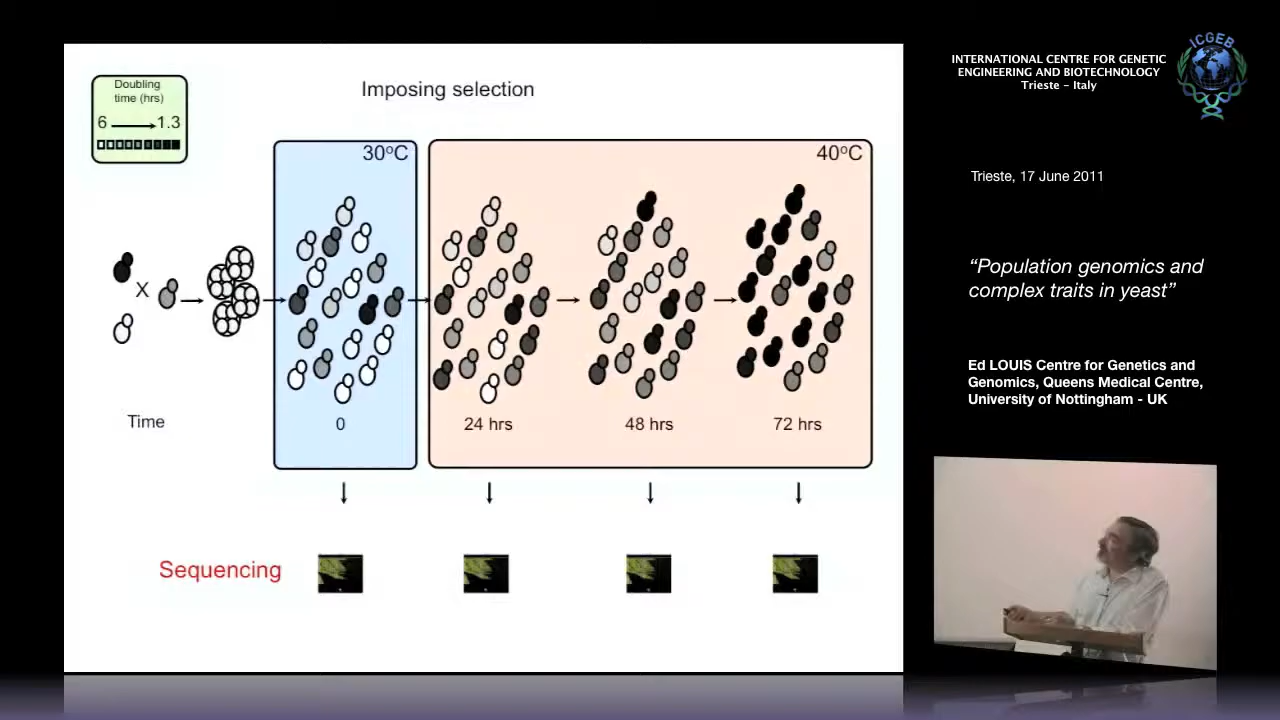 Doubling
time (hrs)
6 1.3
Imposing selection
30°C
40°C
X
Time
0
24 hrs
48 hrs
72 hrs
Sequencing
INTERNATIONAL CENTRE FOR GENETIC
ENGINEERING AND BIOTECHNOLOGY
Trieste - Italy
ICGEB
Trieste, 17 June 2011
“Population genomics and
complex traits in yeast”
Ed LOUIS Centre for Genetics and
Genomics, Queens Medical Centre,
University of Nottingham - UK